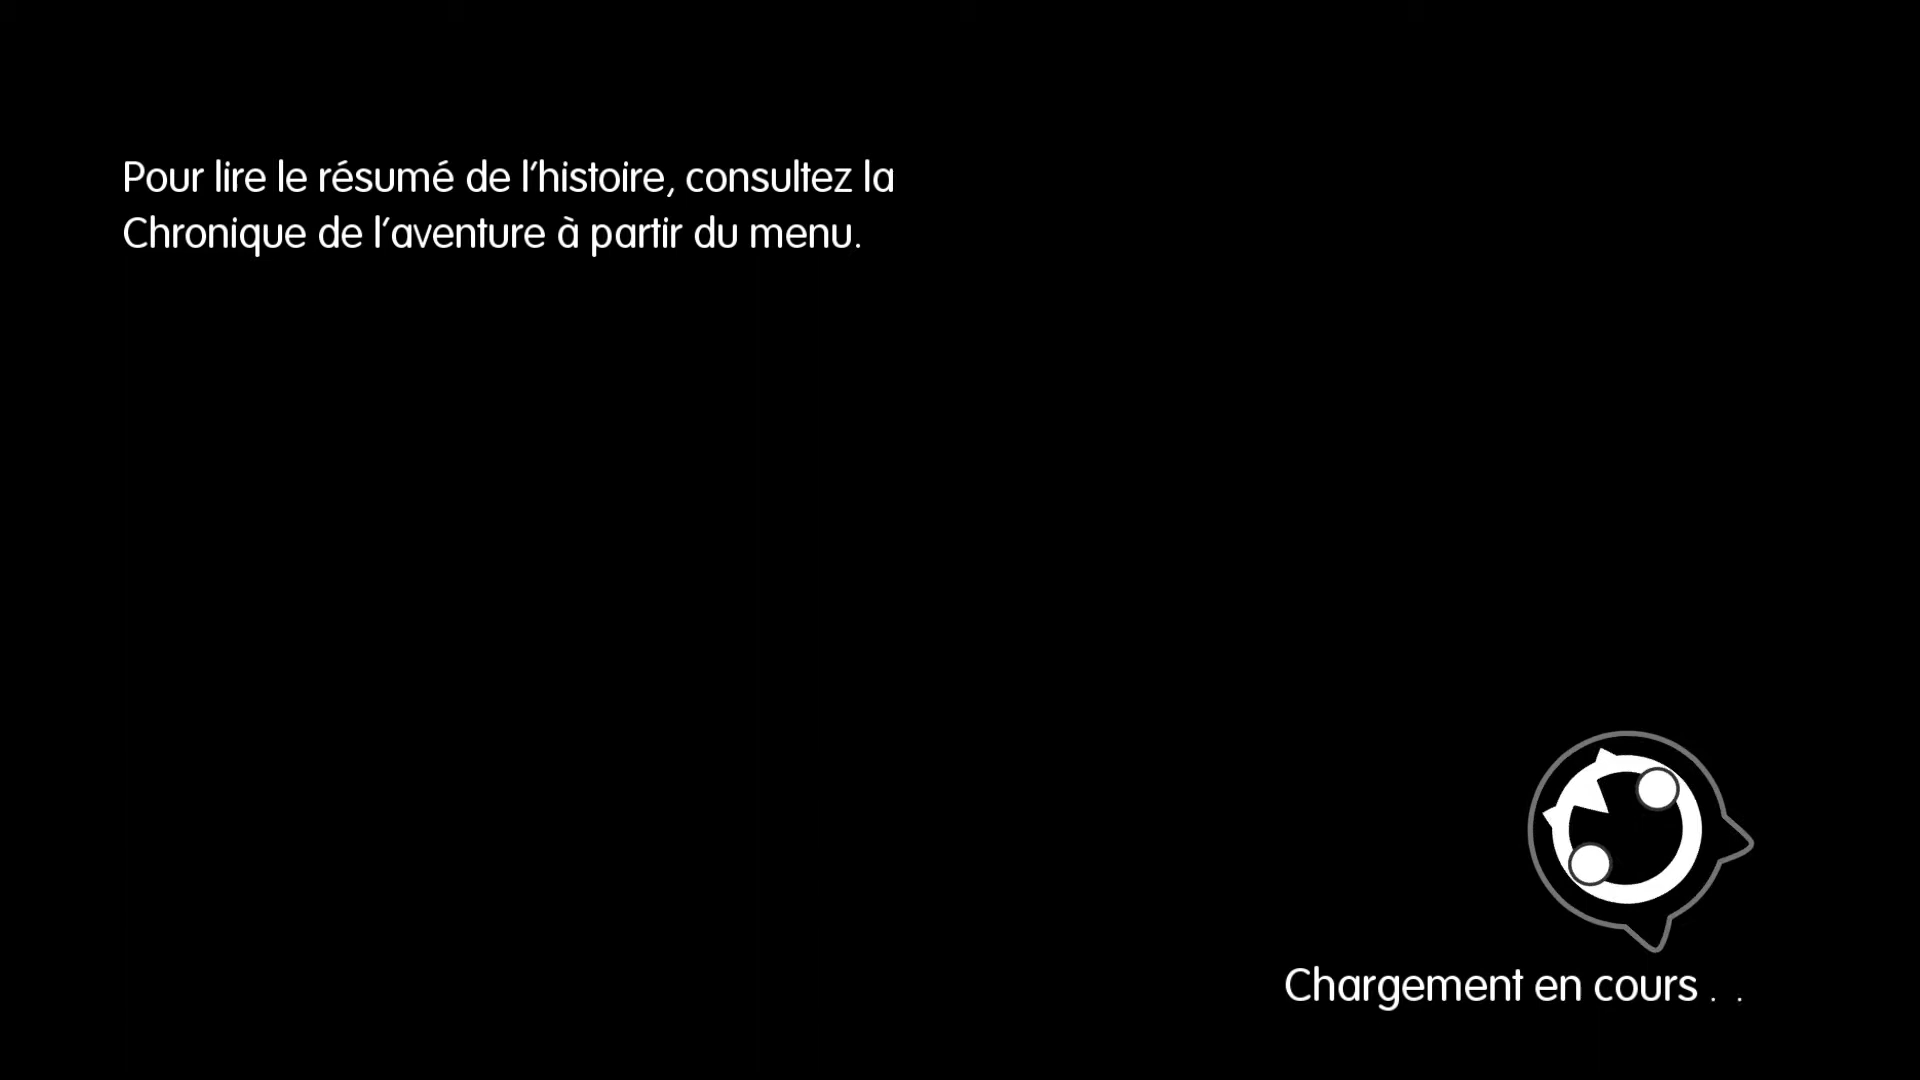 Pour lire le résumé de l'histoire, consultez la
Chronique de l'aventure à partir du menu.
Chargement en cours . .